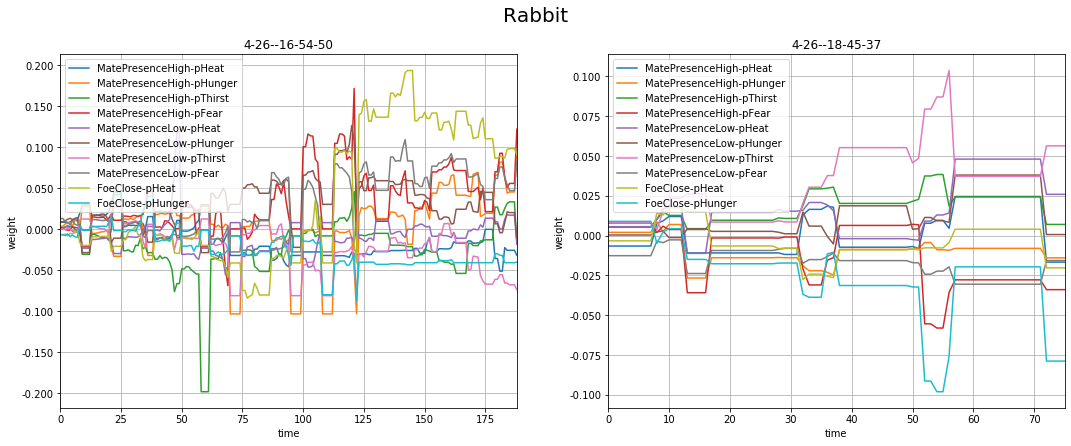 Rabbit
4-26--16-54-50
0.200
0.150
0.100
0.050
0.000
-0.050
-0.100
-0.150
-0.200
weight
MatePresenceHigh-pHeat
MatePresenceHigh-pHunger
MatePresenceHigh-pThirst
MatePresenceHigh-pFear
MatePresenceLow-pHeat
MatePresenceLow-pHunger
MatePresenceLow-pThirst
MatePresenceLow-pFear
FoeClose-pHeat
FoeClose-pHunger
0 25 50 75 100 125 150 175
time
4-26--18-45-37
0.100
0.075
0.050
0.025
0.000
-0.025
-0.050
-0.075
-0.100
weight
MatePresenceHigh-pHeat
MatePresenceHigh-pHunger
MatePresenceHigh-pThirst
MatePresenceHigh-pFear
MatePresenceLow-pHeat
MatePresenceLow-pHunger
MatePresenceLow-pThirst
MatePresenceLow-pFear
FoeClose-pHeat
FoeClose-pHunger
0 10 20 30 40 50 60 70
time